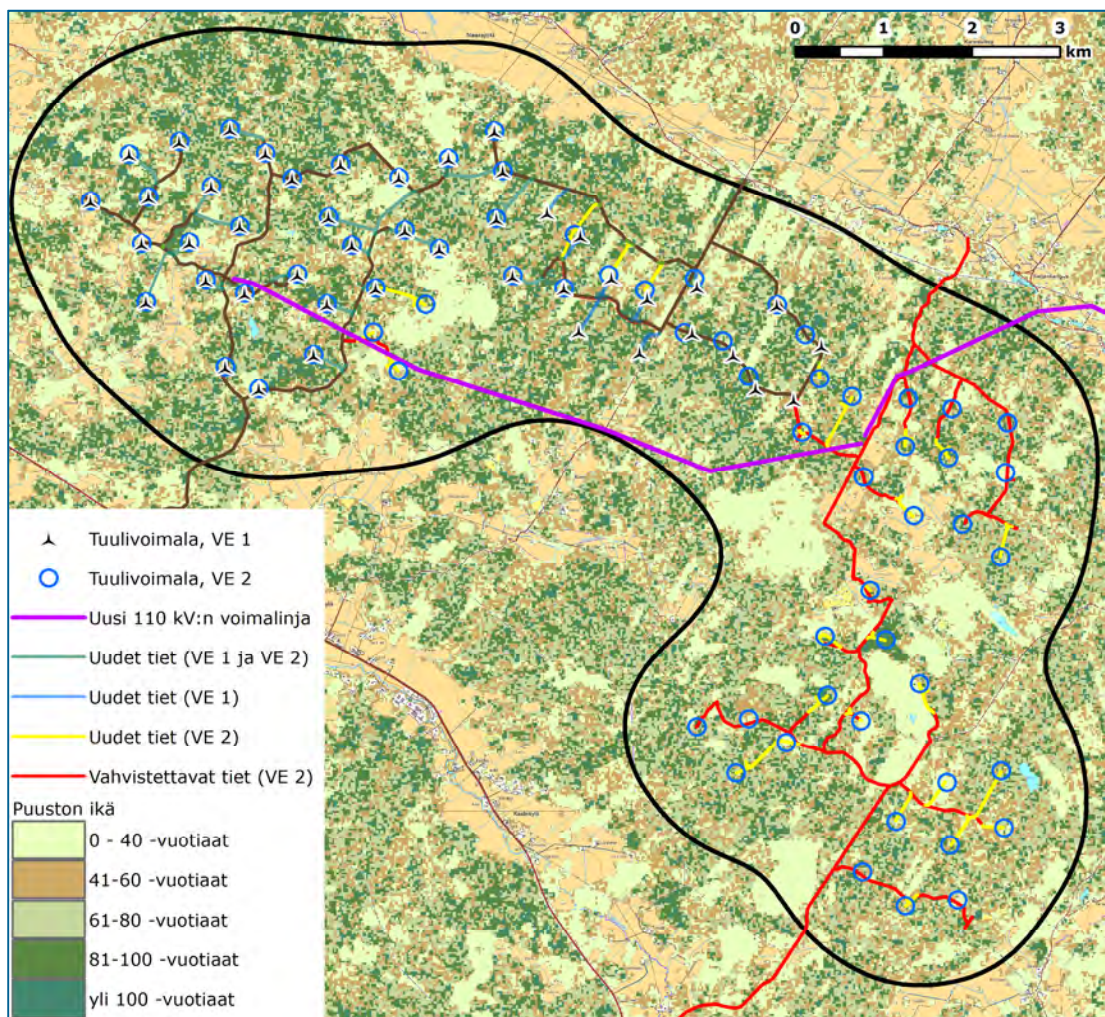 0 1 2 3
km
Tuulivoimala, VE 1
Tuulivoimala, VE 2
Uusi 110 kV:n voimalinja
Uudet tiet (VE 1 ja VE 2)
Uudet tiet (VE 1)
Uudet tiet (VE 2)
Vahvistettavat tiet (VE 2)
Puuston ikä
0 - 40 -vuotiaat
41-60 -vuotiaat
61-80 -vuotiaat
81-100 -vuotiaat
yli 100 -vuotiaat